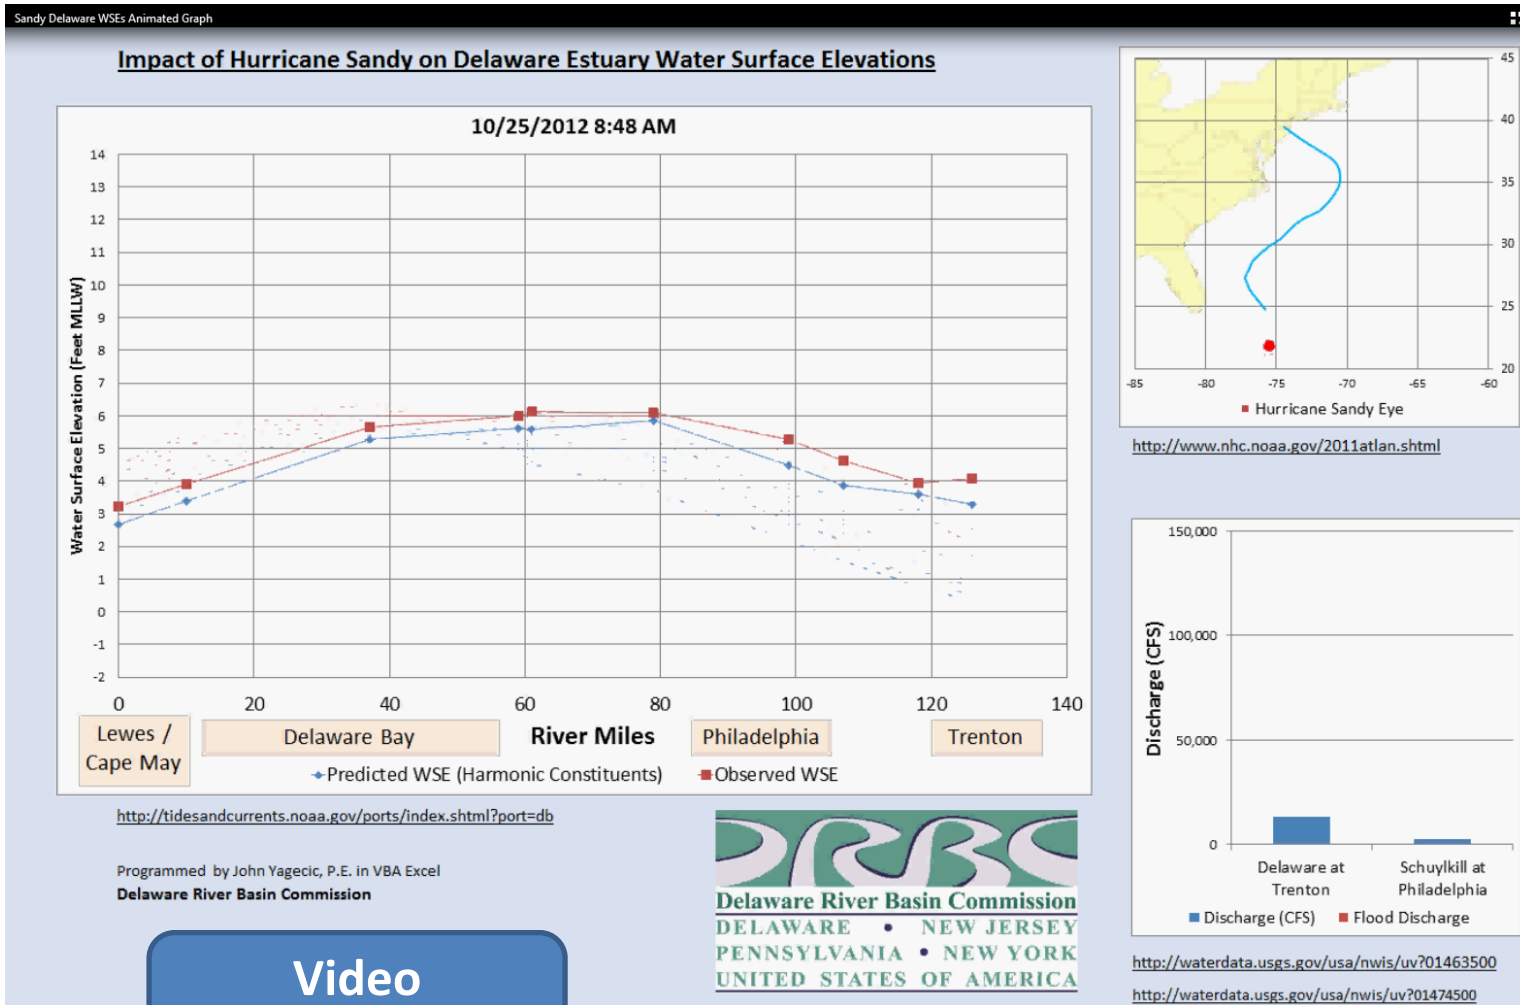 Sandy Delaware WSEs Animated Graph
Impact of Hurricane Sandy on Delaware Estuary Water Surface Elevations
10/25/2012 8:48 AM
Water Surface Elevation (Feet MLLW)
14
13
12
11
10
9
8
7
6
5
4
3
2
1
0
-1
-2
0 20 40 60 80 100 120 140
Lewes /
Cape May
Delaware Bay
River Miles
Philadelphia
Trenton
Predicted WSE (Harmonic Constituents) Observed WSE
http://tidesandcurrents.noaa.gov/ports/index.shtml?port=db
Programmed by John Yagecic, P.E. in VBA Excel
Delaware River Basin Commission
Video
DRBC
Delaware River Basin Commission
DELAWARE • NEW JERSEY
PENNSYLVANIA • NEW YORK
UNITED STATES OF AMERICA
45
40
35
30
25
20
-85 -80 -75 -70 -65 -60
Hurricane Sandy Eye
http://www.nhc.noaa.gov/2011atlan.shtml
Discharge (CFS)
150,000
100,000
50,000
0
Delaware at
Trenton
Schuylkill at
Philadelphia
Discharge (CFS) Flood Discharge
http://waterdata.usgs.gov/usa/nwis/uv?01463500
http://waterdata.usgs.gov/usa/nwis/uv?01474500